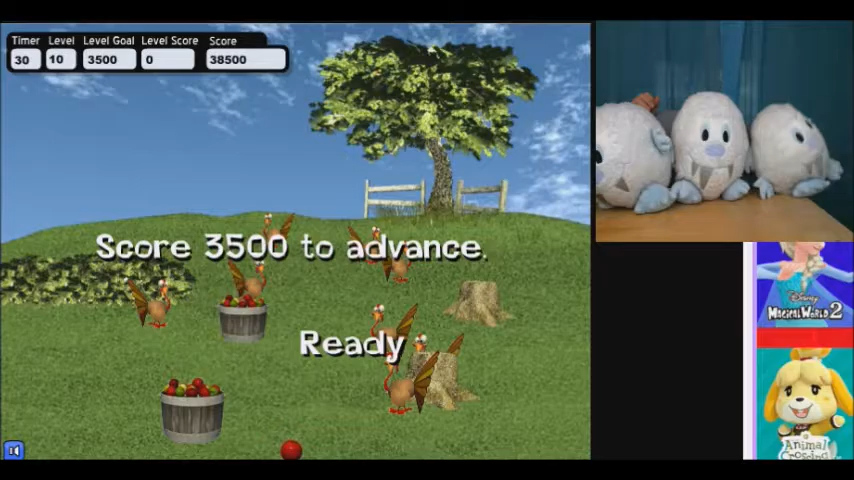 Timer Level Level Goal Level Score Score
30 10 3500 0 38500
Score 3500 to advance.
Ready
Disney
MAGICAL WORLD 2
Animal
Crossing